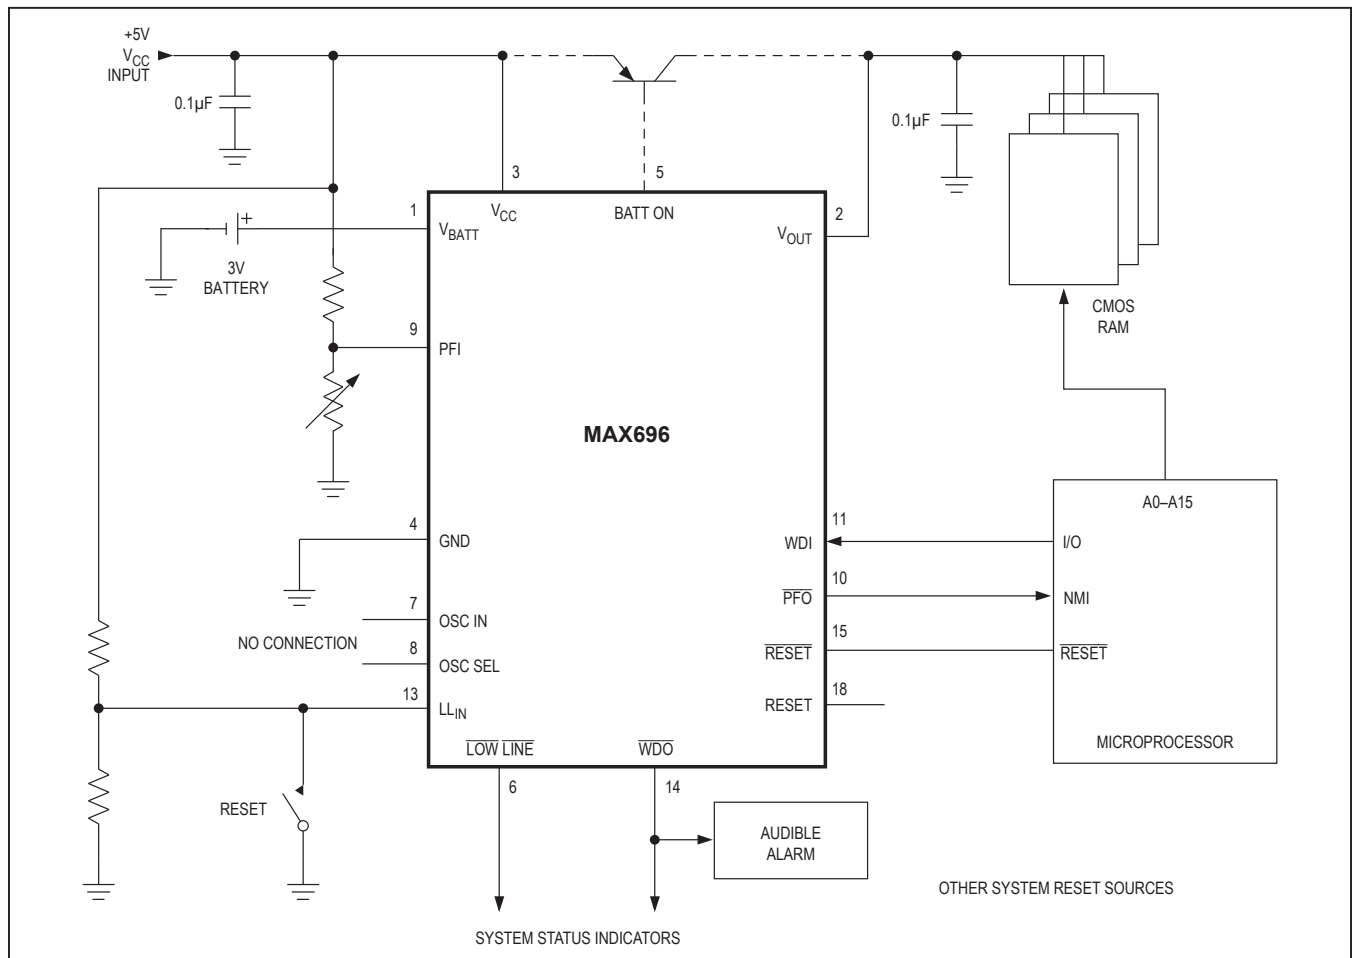 +5V
VCC
INPUT
0.1µF
0.1µF
3
5
1
VCC
BATT ON
2
VBATT
VOUT
3V
BATTERY
CMOS
RAM
9
PFI
MAX696
A0–A15
4
GND
11
WDI
I/O
10
PFO
NMI
7
OSC IN
NO CONNECTION
15
RESET
RESET
8
OSC SEL
13
LLIN
18
RESET
LOW LINE
WDO
MICROPROCESSOR
6
14
RESET
AUDIBLE
ALARM
OTHER SYSTEM RESET SOURCES
SYSTEM STATUS INDICATORS